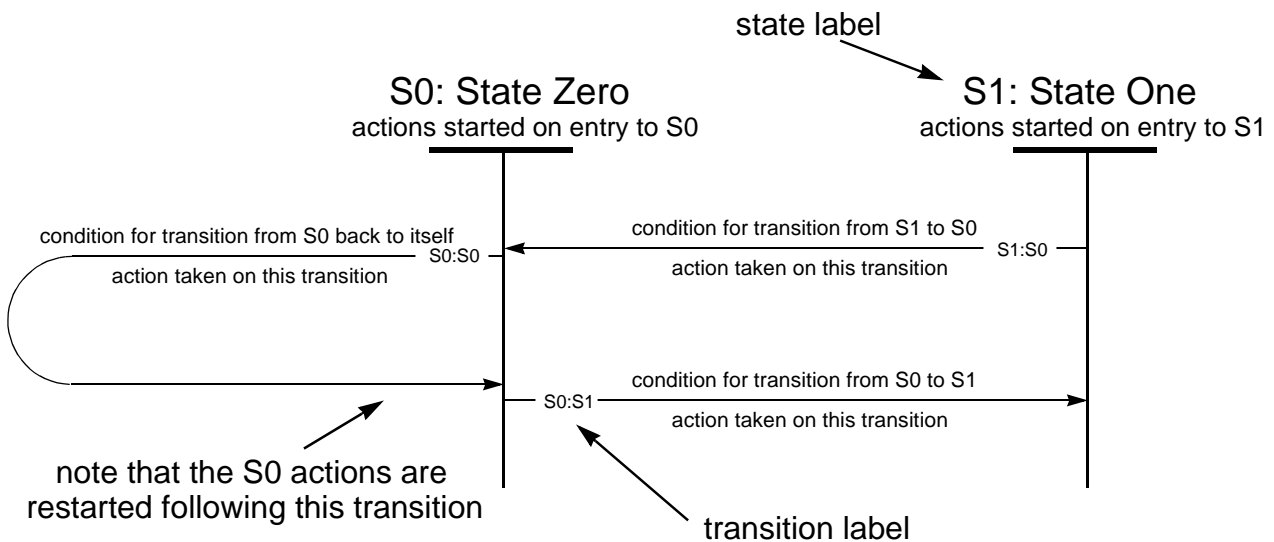 state label
S0: State Zero
actions started on entry to S0
S1: State One
actions started on entry to S1
condition for transition from S0 back to itself
S0:S0
action taken on this transition
condition for transition from S1 to S0
S1:S0
action taken on this transition
condition for transition from S0 to S1
S0:S1
action taken on this transition
note that the S0 actions are
restarted following this transition
transition label